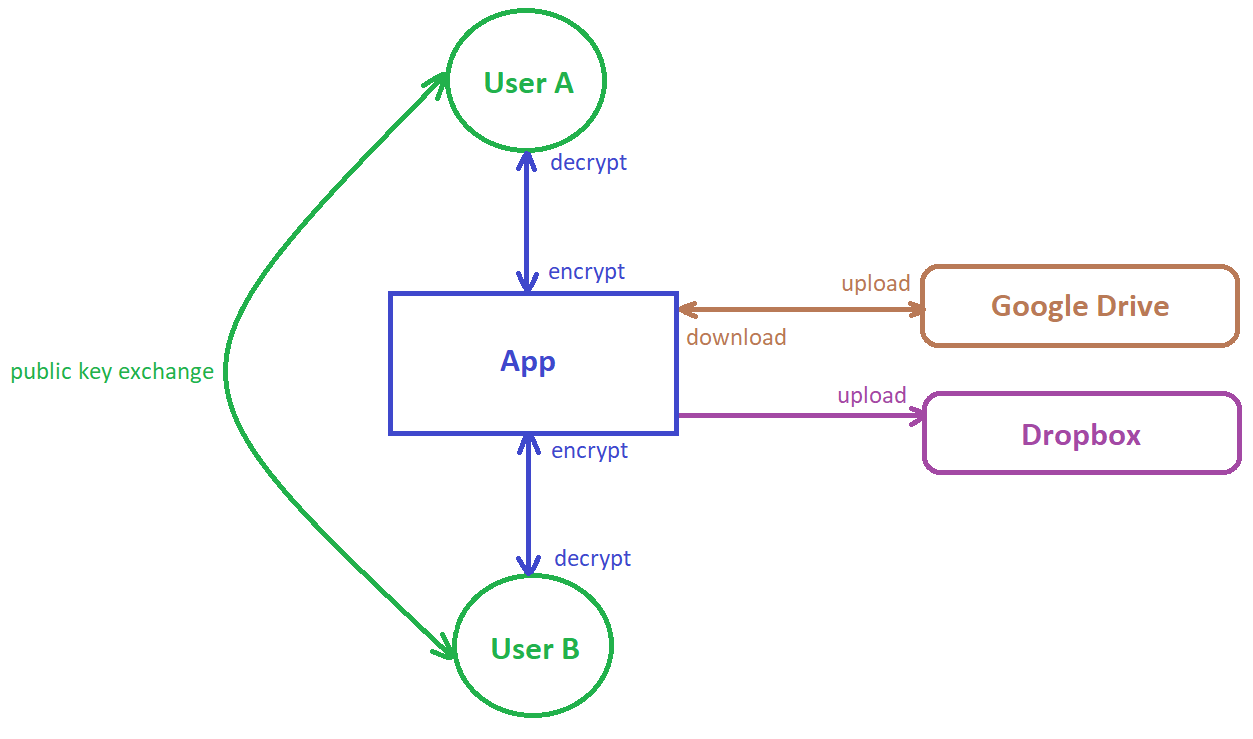 User A
decrypt
encrypt
upload
Google Drive
download
App
public key exchange
upload
Dropbox
encrypt
decrypt
User B